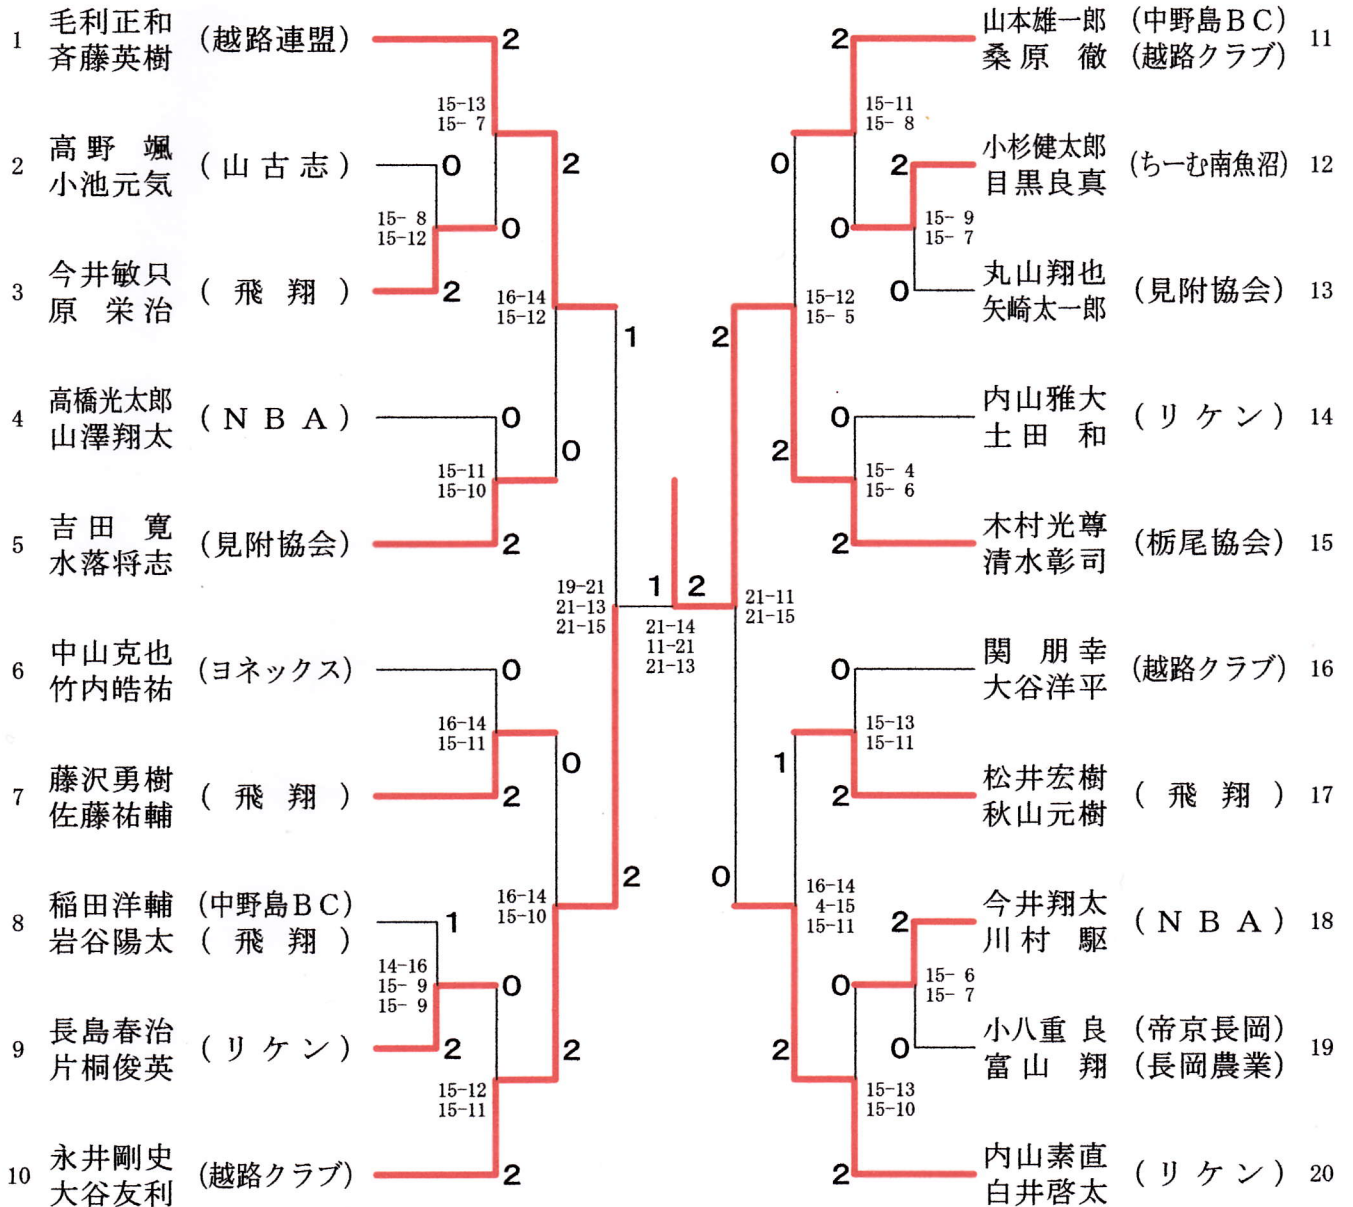 1 毛利正和 (越路連盟)
斉藤英樹
2
15-13
15- 7
2 高野 颯 (山古志)
小池元気
0
2
15- 8
15-12
0
3 今井敏只 (飛翔)
原 栄治
2
16-14
15-12
1
4 高橋光太郎 (NBA)
山澤翔太
0
0
15-11
15-10
5 吉田 寛 (見附協会)
水落将志
2
19-21
21-13
21-15
1 2
21-14
11-21
21-13
6 中山克也 (ヨネックス)
竹内皓祐
0
16-14
15-11
0
7 藤沢勇樹 (飛翔)
佐藤祐輔
2
2
8 稲田洋輔 (中野島BC)
岩谷陽太 (飛翔)
1
16-14
15-10
14-16
15- 9
15- 9
0
9 長島春治 (リケン)
片桐俊英
2
2
15-12
15-11
10 永井剛史 (越路クラブ)
大谷友利
2
2
山本雄一郎 (中野島BC) 11
桑原 徹 (越路クラブ)
15-11
15- 8
0
2
小杉健太郎 (ちーむ南魚沼) 12
目黒良真
0
15- 9
15- 7
0
丸山翔也 (見附協会) 13
矢崎太一郎
15-12
15- 5
2
0
内山雅大 (リケン) 14
土田 和
2
15- 4
15- 6
2
木村光尊 (栃尾協会) 15
清水彰司
21-11
21-15
0
関 朋幸 (越路クラブ) 16
大谷洋平
15-13
15-11
1
2
松井宏樹 (飛翔) 17
秋山元樹
0
16-14
4-15
15-11
2
今井翔太 (NBA) 18
川村 駆
0
15- 6
15- 7
0
小八重 良 (帝京長岡) 19
富山 翔 (長岡農業)
2
15-13
15-10
2
内山素直 (リケン) 20
白井啓太